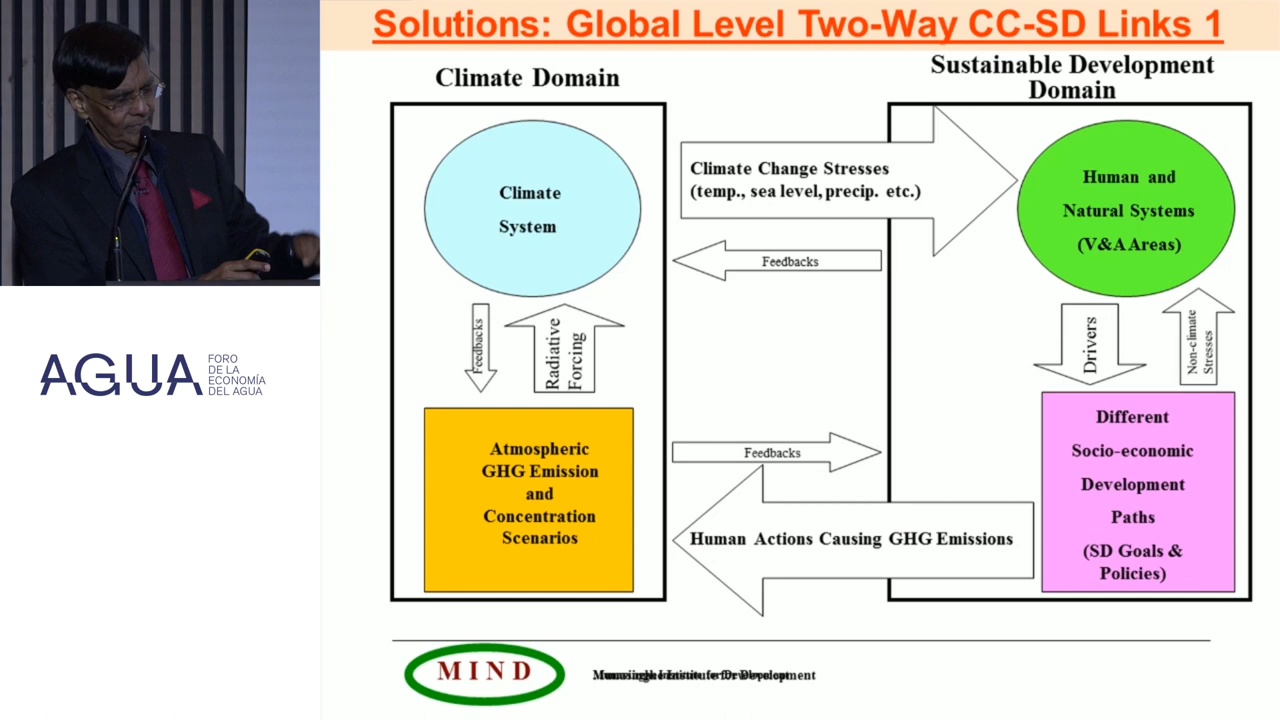 Solutions: Global Level Two-Way CC-SD Links 1
Climate Domain
Sustainable Development
Domain
Climate
System
Climate Change Stresses
(temp., sea level, precip. etc.)
Human and
Natural Systems
(V&A Areas)
Feedbacks
Feedbacks
Radiative
Forcing
Drivers
Non-climate
Stresses
AGUA
FORO
DE LA
ECONOMÍA
DEL AGUA
Atmospheric
GHG Emission
and
Concentration
Scenarios
Feedbacks
Human Actions Causing GHG Emissions
Different
Socio-economic
Development
Paths
(SD Goals &
Policies)
MIND